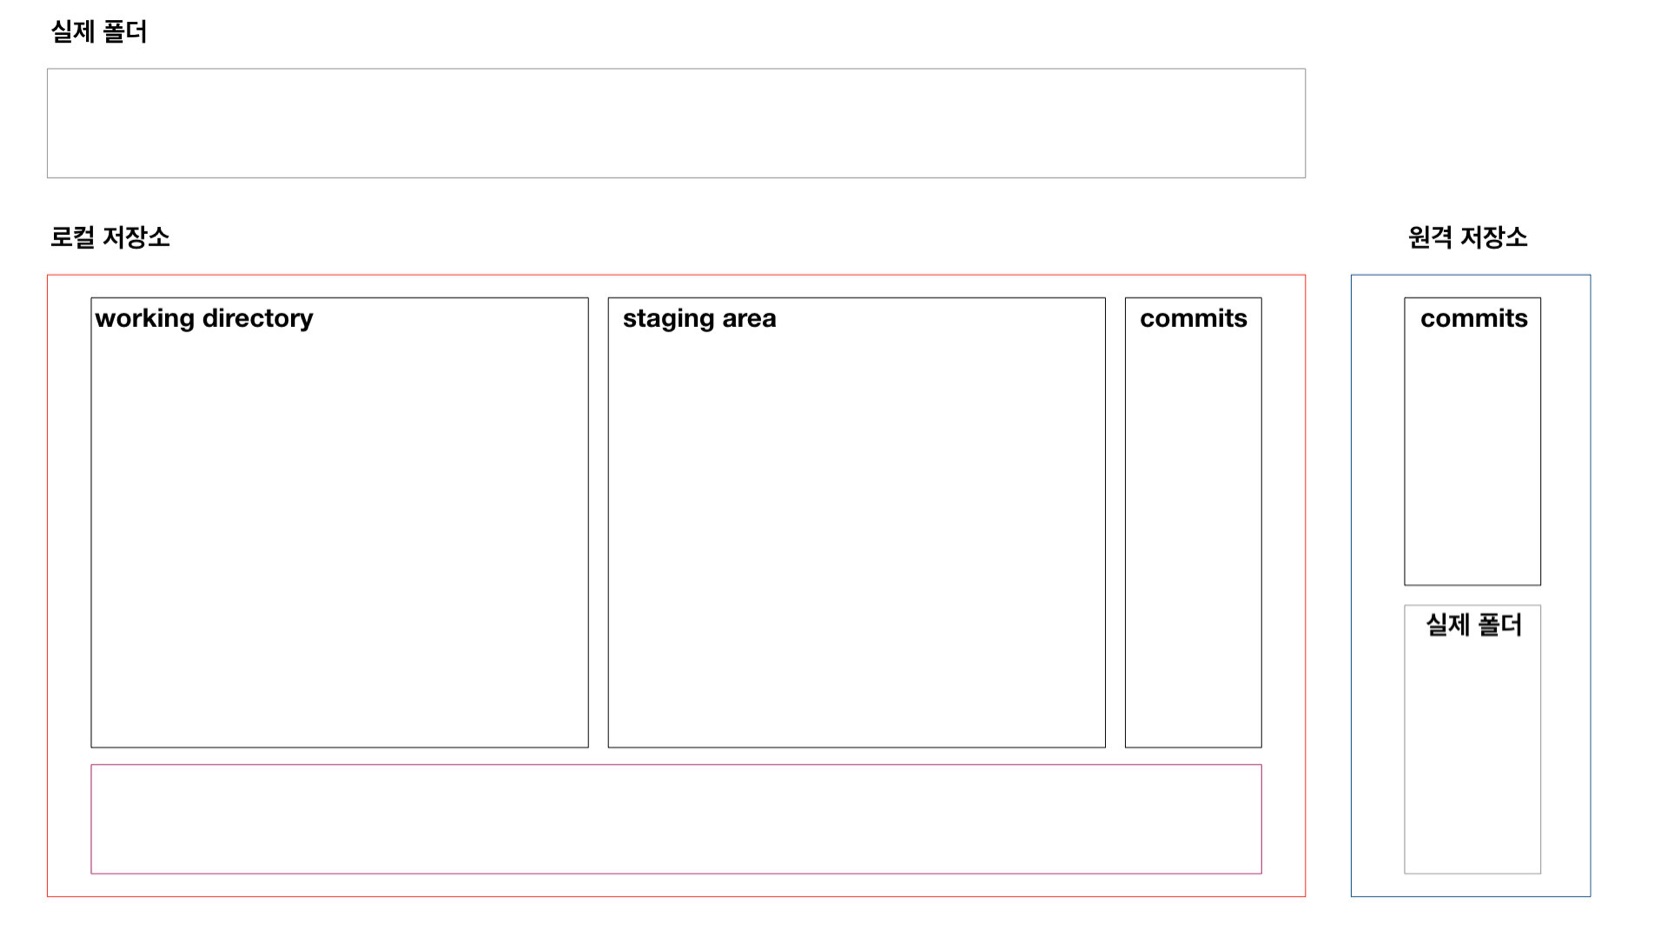 실제 폴더
로컬 저장소
원격 저장소
working directory
staging area
commits
commits
실제 폴더